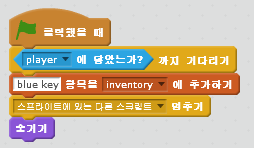 클릭했을 때
player 에 닿았는가? 까지 기다리기
blue key 항목을 inventory 에 추가하기
스프라이트에 있는 다른 스크립트 멈추기
숨기기